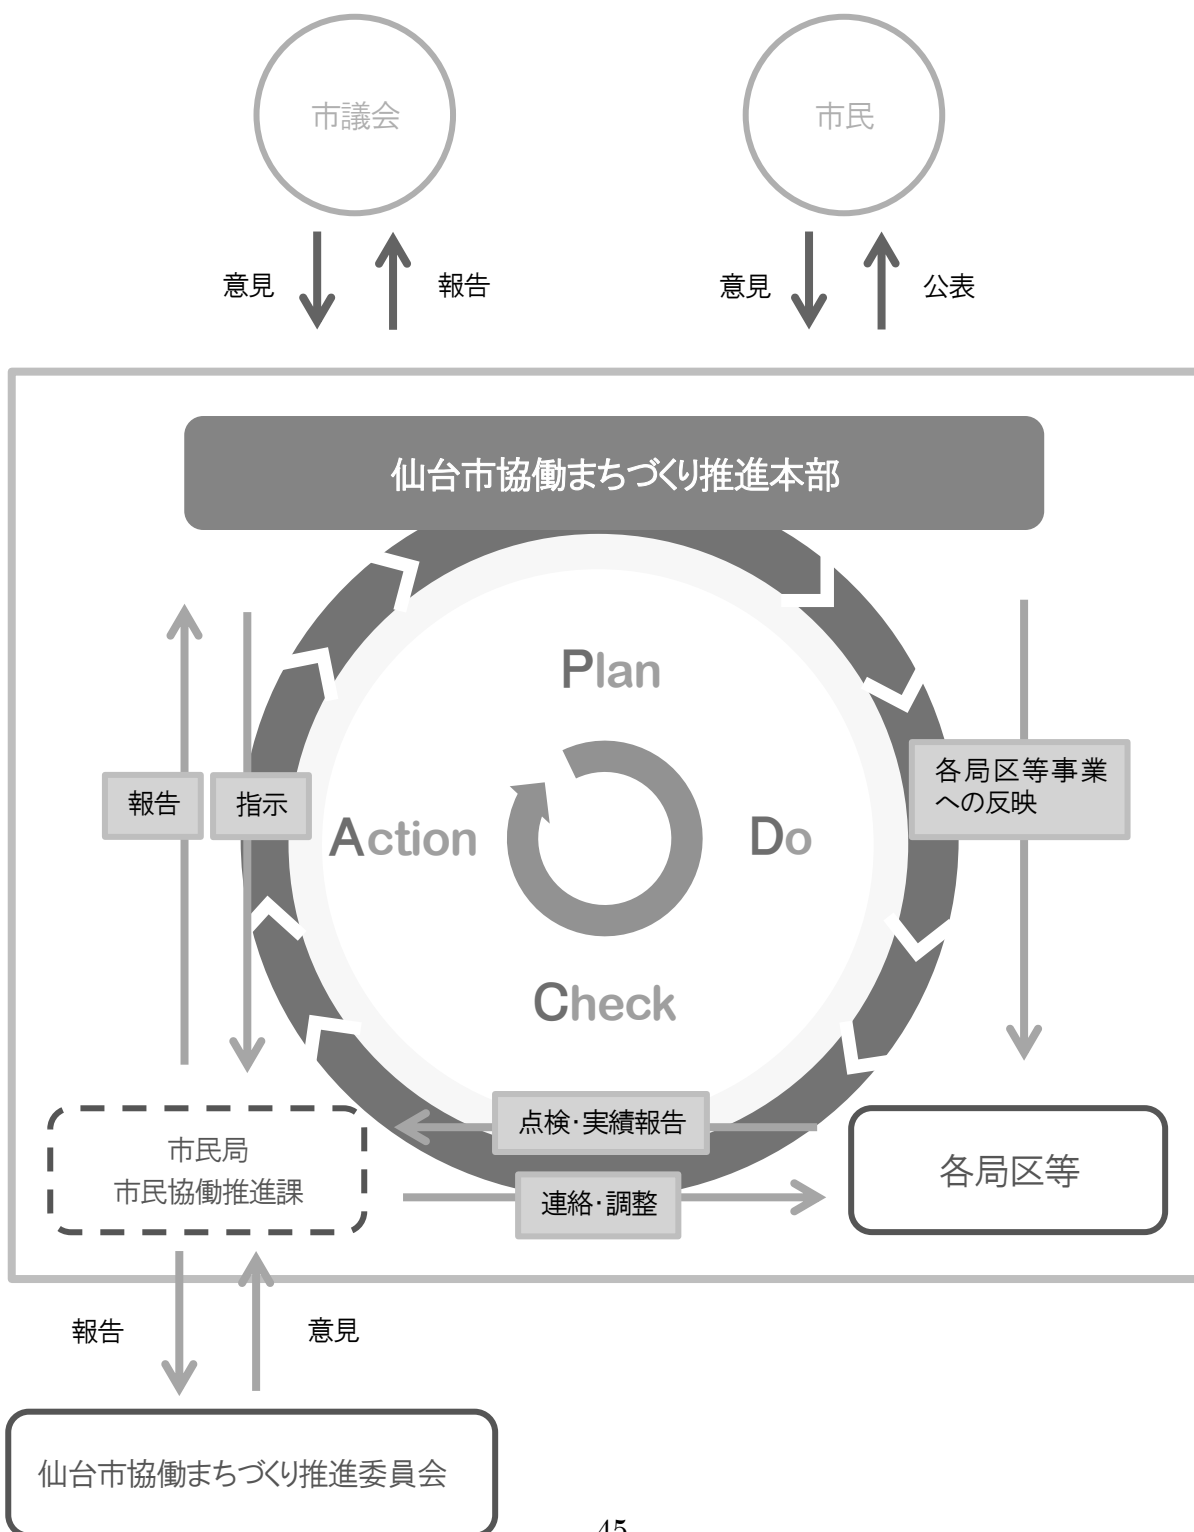 市議会
市民
意見
報告
意見
公表
仙台市協働まちづくり推進本部
Plan
各局区等事業
への反映
報告
指示
Action
Do
Check
点検・実績報告
市民局
市民協働推進課
各局区等
連絡・調整
報告
意見
仙台市協働まちづくり推進委員会
45